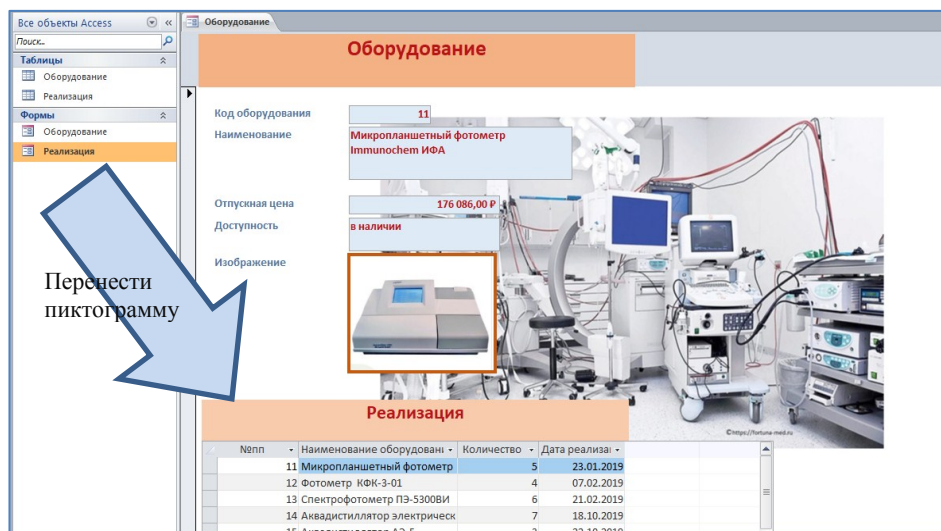 Все объекты Access
Поиск...
Таблицы
Оборудование
Реализация
Формы
Оборудование
Реализация
Перенести
пиктограмму
Оборудование
Оборудование
Код оборудования 11
Наименование Микропланшетный фотометр
Immunochem ИФА
Отпускная цена 176 086,00 ₽
Доступность в наличии
Изображение
Реализация
©https://fortuna-med.ru
№пп Наименование оборудовані Количество Дата реализаі
11 Микропланшетный фотометр 5 23.01.2019
12 Фотометр КФК-3-01 4 07.02.2019
13 Спектрофотометр ПЭ-5300ВИ 6 21.02.2019
14 Аквадистиллятор электрическ 7 18.10.2019